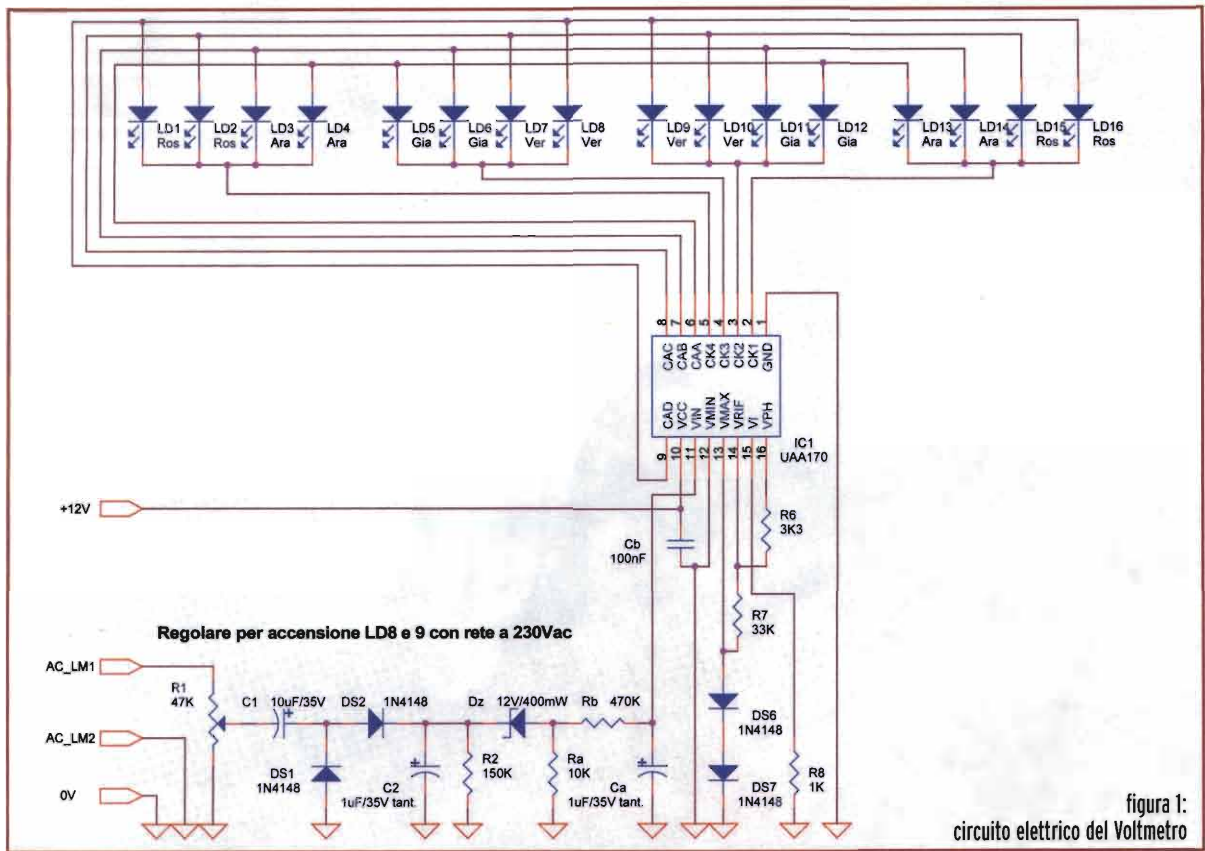 LD1
Ros
LD2
Ros
LD3
Ara
LD4
Ara
LD5
Gia
LD6
Gia
LD7
Ver
LD8
Ver
LD9
Ver
LD10
Ver
LD11
Gia
LD12
Gia
LD13
Ara
LD14
Ara
LD15
Ros
LD16
Ros
8 7 6 5 4 3 2 1
CAC CAB CAA CK4 CK3 CK2 CK1 GND
CAD VCC VIN VMIN VMAX VRIF VI VPH
9 10 11 12 13 14 15 16
IC1
UAA170
+12V
Cb
100nF
R6
3K3
R7
33K
Regolare per accensione LD8 e 9 con rete a 230Vac
AC_LM1
R1
47K
C1
10uF/35V
DS2
1N4148
Dz
12V/400mW
Rb
470K
AC_LM2
0V
DS1
1N4148
C2
1uF/35V tant.
R2
150K
Ra
10K
Ca
1uF/35V tant.
DS6
1N4148
DS7
1N4148
R8
1K
figura 1:
circuito elettrico del Voltmetro